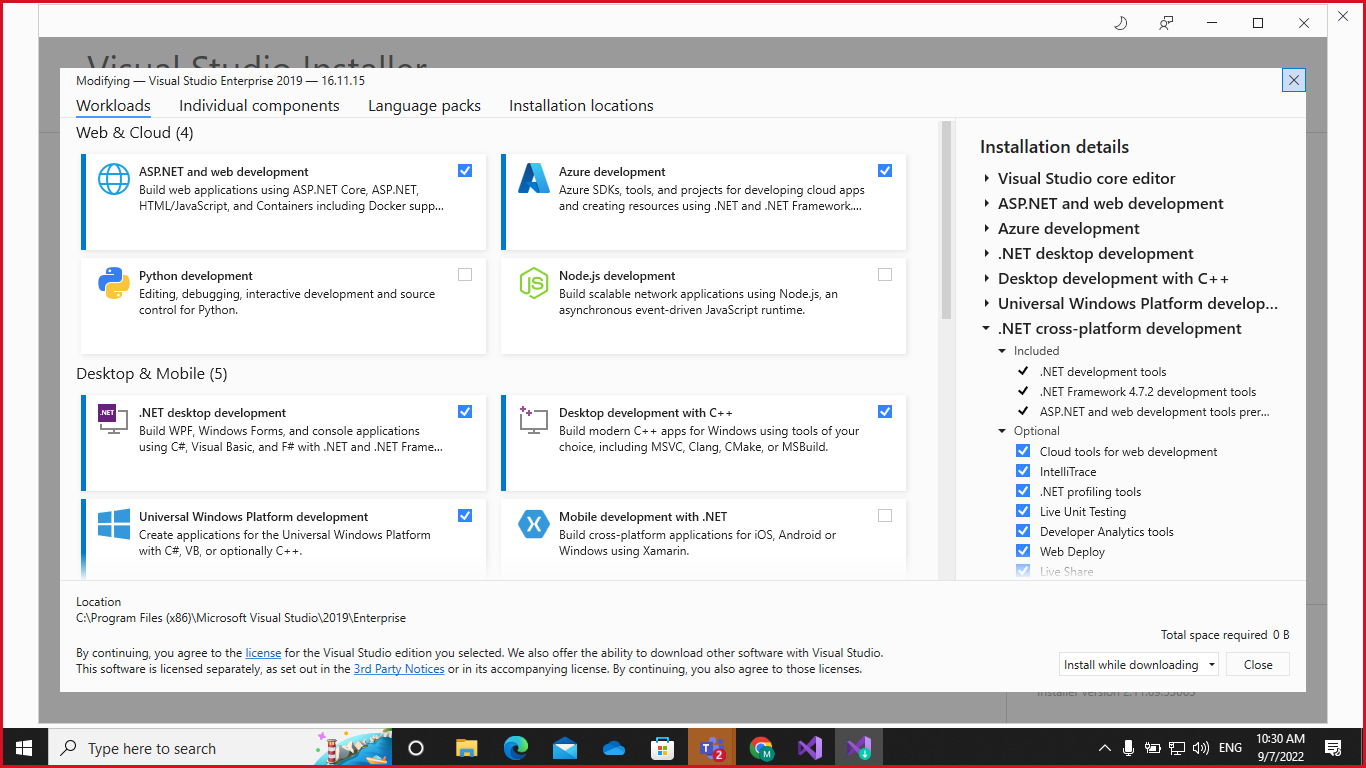 Visual Studio Installer
Modifying — Visual Studio Enterprise 2019 — 16.11.15
Workloads
Individual components
Language packs
Installation locations
Web & Cloud (4)
ASP.NET and web development
Build web applications using ASP.NET Core, ASP.NET,
HTML/JavaScript, and Containers including Docker supp...
Azure development
Azure SDKs, tools, and projects for developing cloud apps
and creating resources using .NET and .NET Framework....
Python development
Editing, debugging, interactive development and source
control for Python.
JS
Node.js development
Build scalable network applications using Node.js, an
asynchronous event-driven JavaScript runtime.
Desktop & Mobile (5)
.NET
.NET desktop development
Build WPF, Windows Forms, and console applications
using C#, Visual Basic, and F# with .NET and .NET Frame...
Desktop development with C++
Build modern C++ apps for Windows using tools of your
choice, including MSVC, Clang, CMake, or MSBuild.
Universal Windows Platform development
Create applications for the Universal Windows Platform
with C#, VB, or optionally C++.
Mobile development with .NET
Build cross-platform applications for iOS, Android or
Windows using Xamarin.
Installation details
Visual Studio core editor
ASP.NET and web development
Azure development
.NET desktop development
Desktop development with C++
Universal Windows Platform develop...
.NET cross-platform development
Included
.NET development tools
.NET Framework 4.7.2 development tools
ASP.NET and web development tools prer...
Optional
Cloud tools for web development
IntelliTrace
.NET profiling tools
Live Unit Testing
Developer Analytics tools
Web Deploy
Live Share
Location
C:\Program Files (x86)\Microsoft Visual Studio\2019\Enterprise
By continuing, you agree to the license for the Visual Studio edition you selected. We also offer the ability to download other software with Visual Studio.
This software is licensed separately, as set out in the 3rd Party Notices or in its accompanying license. By continuing, you also agree to those licenses.
Total space required 0 B
Install while downloading
Close
Type here to search
2
M
ENG
10:30 AM
9/7/2022